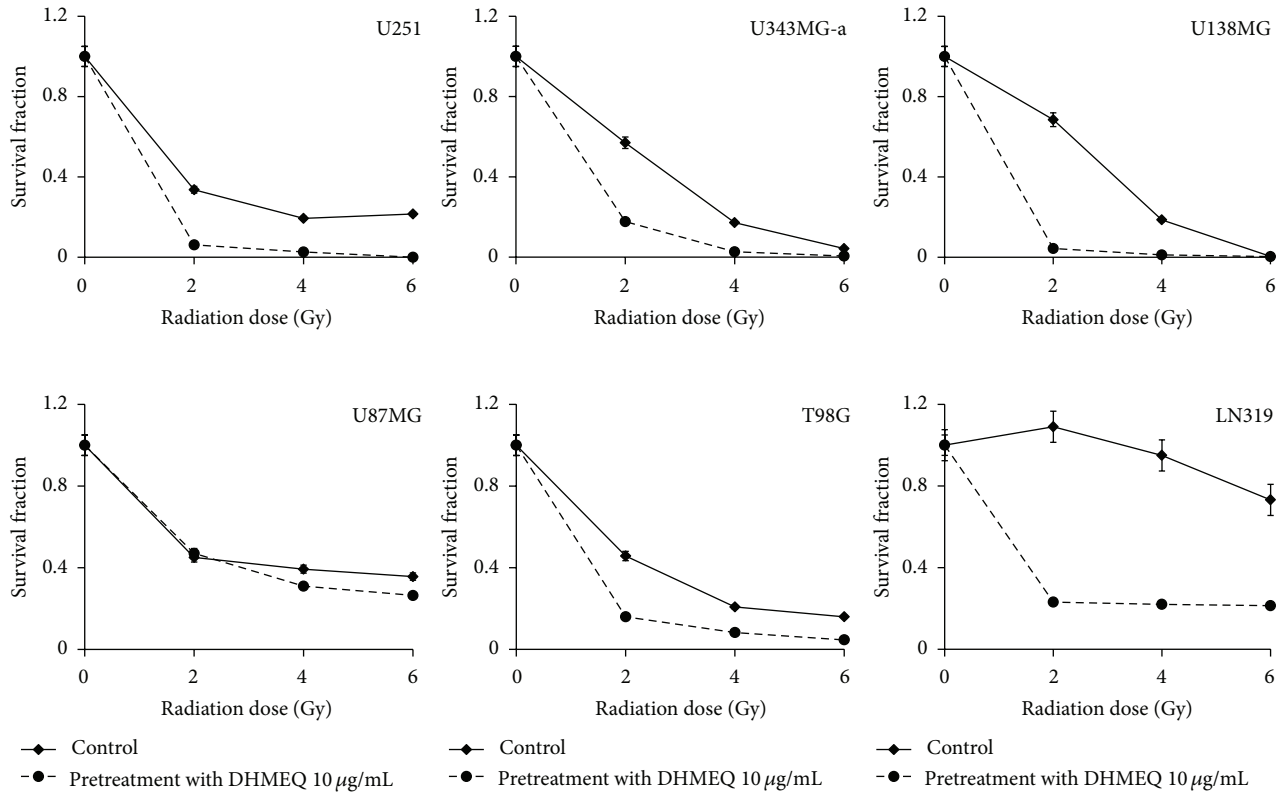 U251
1.2
0.8
0.4
0
Survival fraction
0 2 4 6
Radiation dose (Gy)
U343MG-a
1.2
0.8
0.4
0
Survival fraction
0 2 4 6
Radiation dose (Gy)
U138MG
1.2
0.8
0.4
0
Survival fraction
0 2 4 6
Radiation dose (Gy)
U87MG
1.2
0.8
0.4
0
Survival fraction
0 2 4 6
Radiation dose (Gy)
Control
Pretreatment with DHMEQ 10 μg/mL
T98G
1.2
0.8
0.4
0
Survival fraction
0 2 4 6
Radiation dose (Gy)
Control
Pretreatment with DHMEQ 10 μg/mL
LN319
1.2
0.8
0.4
0
Survival fraction
0 2 4 6
Radiation dose (Gy)
Control
Pretreatment with DHMEQ 10 μg/mL